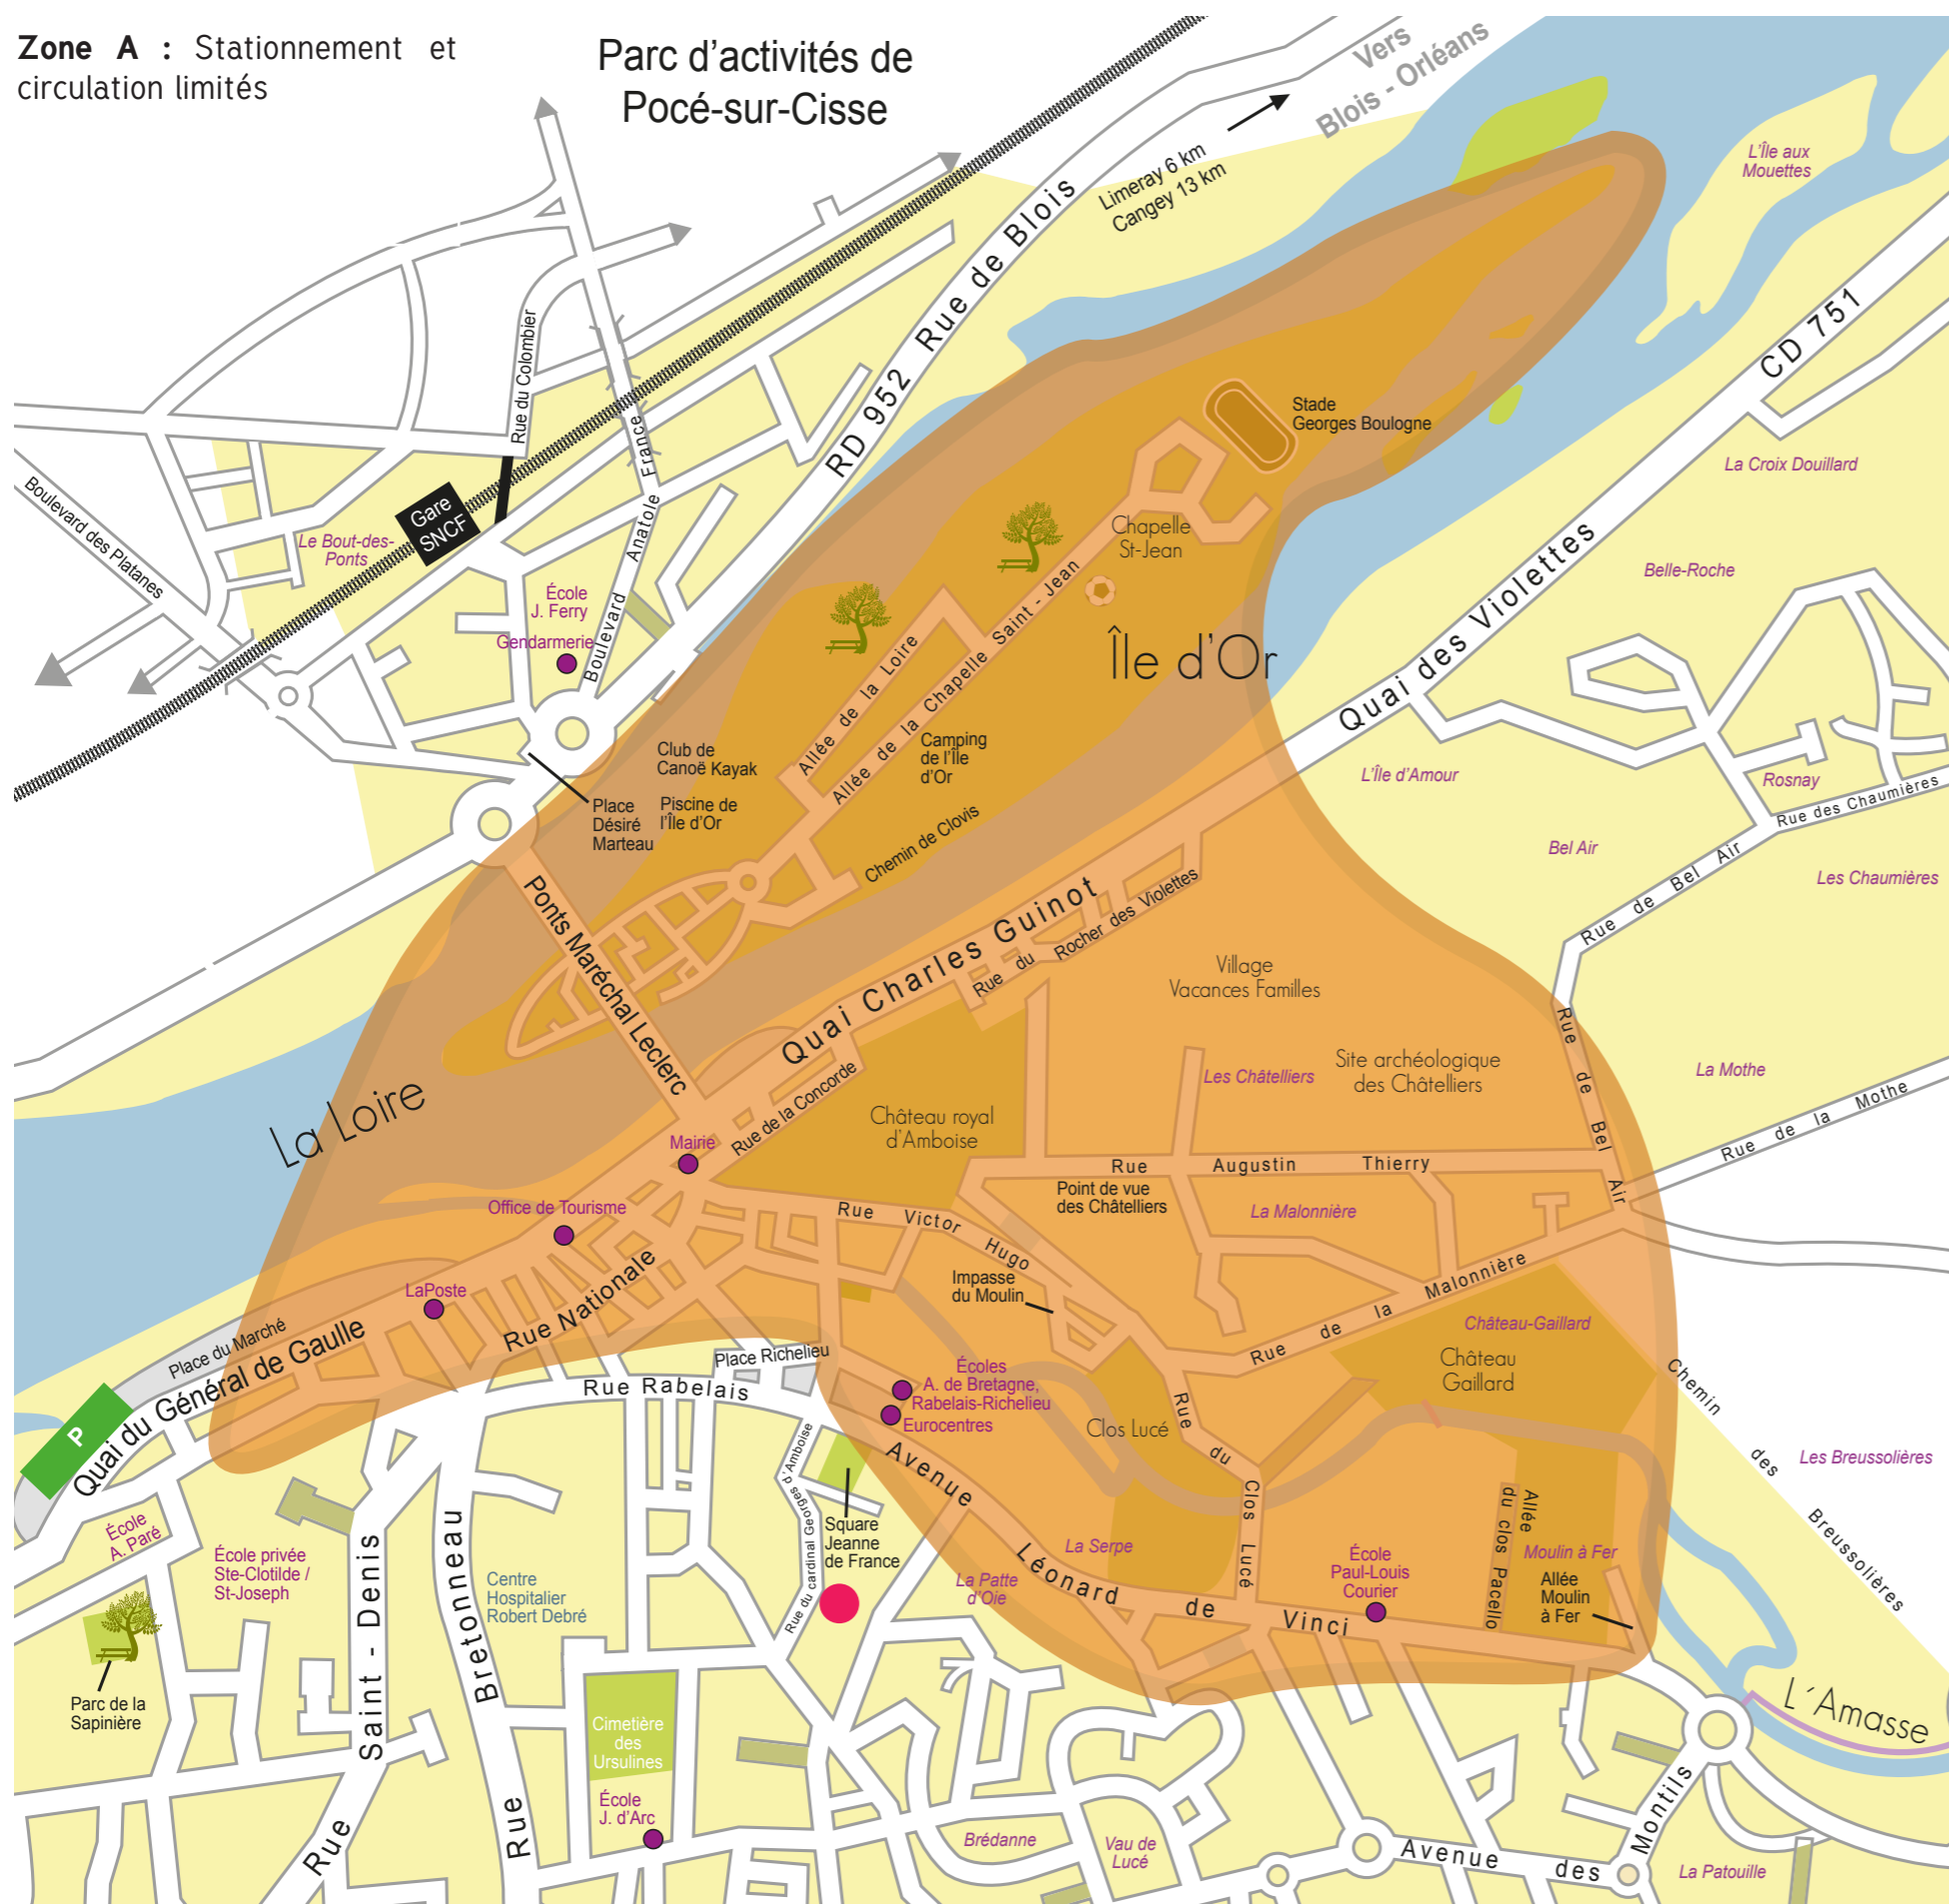 Zone A : Stationnement et
circulation limités
Parc d'activités de
Pocé-sur-Cisse
Vers
Blois - Orléans
Limeray 6 km
Cangey 13 km
L'Île aux
Mouettes
RD 952 Rue de Blois
CD 751
Rue du Colombier
Boulevard Anatole France
Boulevard des Platanes
Gare
SNCF
Le Bout-des-
Ponts
École
J. Ferry
Gendarmerie
Stade
Georges Boulogne
La Croix Douillard
Chapelle
St-Jean
Belle-Roche
Île d'Or
Quai des Violettes
Allée de la Loire
Allée de la Chapelle Saint - Jean
Club de
Canoë Kayak
Camping
de l'Île
d'Or
Place
Désiré
Marteau
Piscine de
l'Île d'Or
Chemin de Clovis
L'Île d'Amour
Rosnay
Rue des Chaumières
Bel Air
Rue de Bel Air
Les Chaumières
Ponts Maréchal Leclerc
Quai Charles Guinot
Rue du Rocher des Violettes
Village
Vacances Familles
Rue de Bel Air
Site archéologique
des Châtelliers
Les Châtelliers
La Mothe
Rue de la Mothe
La Loire
Rue de la Concorde
Château royal
d'Amboise
Mairie
Rue Augustin Thierry
Point de vue
des Châtelliers
La Malonnière
Office de Tourisme
Rue Victor Hugo
Impasse
du Moulin
LaPoste
Rue Nationale
Place du Marché
Quai du Général de Gaulle
P
Rue de la Malonnière
Château-Gaillard
Château
Gaillard
Chemin des Breussolières
Les Breussolières
Place Richelieu
Rue Rabelais
Écoles
A. de Bretagne,
Rabelais-Richelieu
Eurocentres
Clos Lucé
Rue du Clos Lucé
Avenue Léonard de Vinci
Rue du cardinal Georges d'Amboise
Square
Jeanne
de France
La Serpe
La Patte
d'Oie
École
Paul-Louis
Courier
Allée
du clos Pacello
Moulin à Fer
Allée
Moulin
à Fer
École
A. Paré
École privée
Ste-Clotilde /
St-Joseph
Rue Saint - Denis
Rue Bretonneau
Centre
Hospitalier
Robert Debré
Parc de la
Sapinière
Cimetière
des
Ursulines
École
J. d'Arc
L'Amasse
Brédanne
Vau de
Lucé
Avenue des Montils
La Patouille